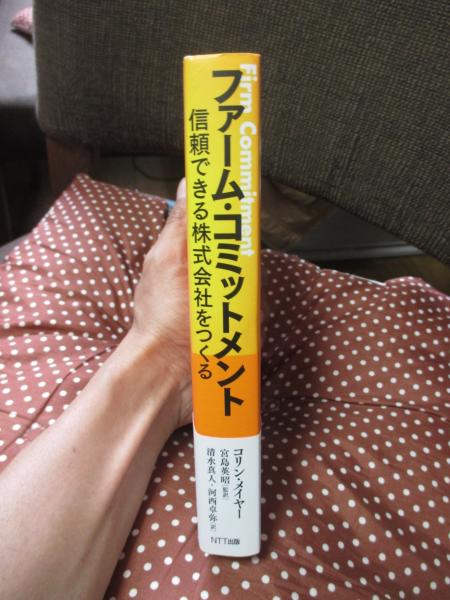 Firm Commitment
ファーム・コミットメント
信頼できる株式会社をつくる
コリン・メイヤー
宮島英昭[監訳]
清水真人・河西卓弥[訳]
NTT出版